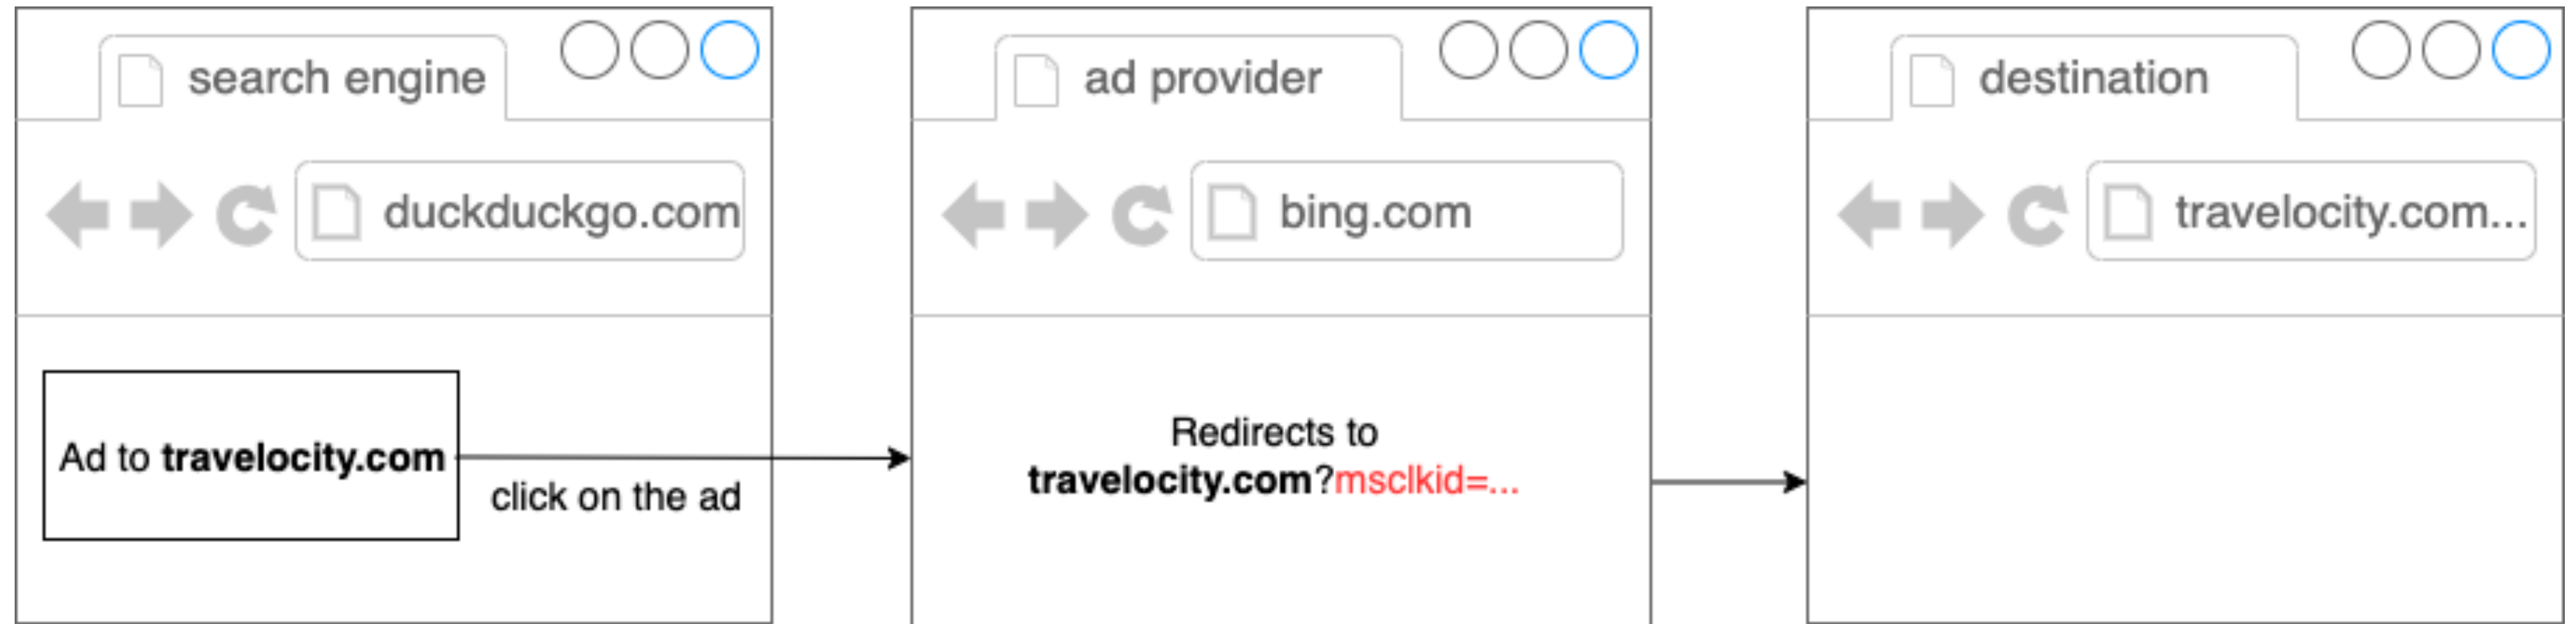 search engine
duckduckgo.com
Ad to travelocity.com
click on the ad
ad provider
bing.com
Redirects to
travelocity.com?msclkid=...
destination
travelocity.com...